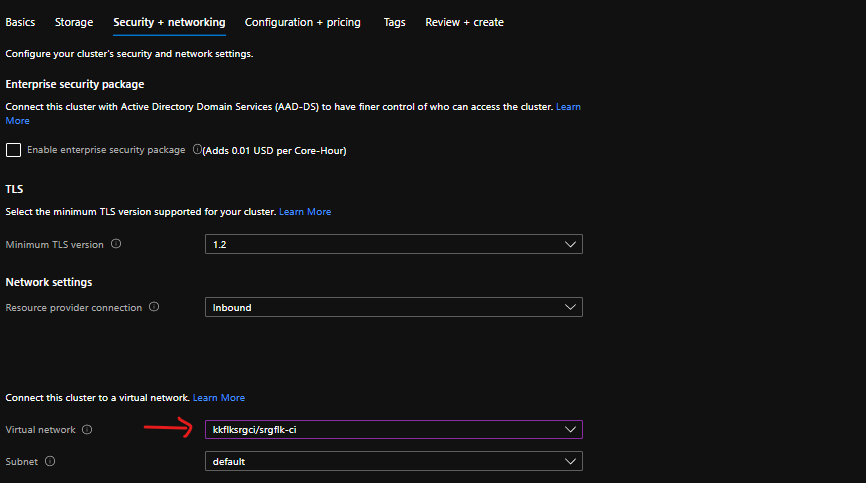 Basics Storage Security + networking Configuration + pricing Tags Review + create
Configure your cluster's security and network settings.
Enterprise security package
Connect this cluster with Active Directory Domain Services (AAD-DS) to have finer control of who can access the cluster. Learn
More
Enable enterprise security package (Adds 0.01 USD per Core-Hour)
TLS
Select the minimum TLS version supported for your cluster. Learn More
Minimum TLS version 1.2
Network settings
Resource provider connection Inbound
Connect this cluster to a virtual network. Learn More
Virtual network kkflksrgci/srgflk-ci
Subnet default